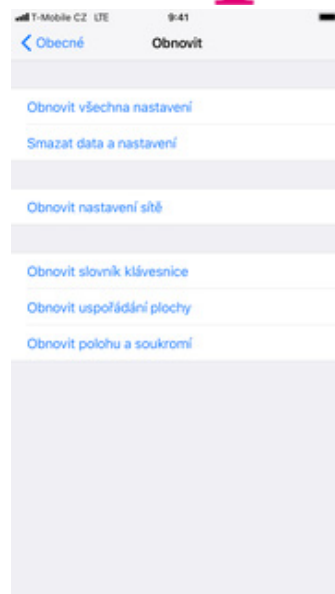 T-Mobile CZ LTE 9:41
Obecné Obnovit
Obnovit všechna nastavení
Smazat data a nastavení
Obnovit nastavení sítě
Obnovit slovník klávesnice
Obnovit uspořádání plochy
Obnovit polohu a soukromí